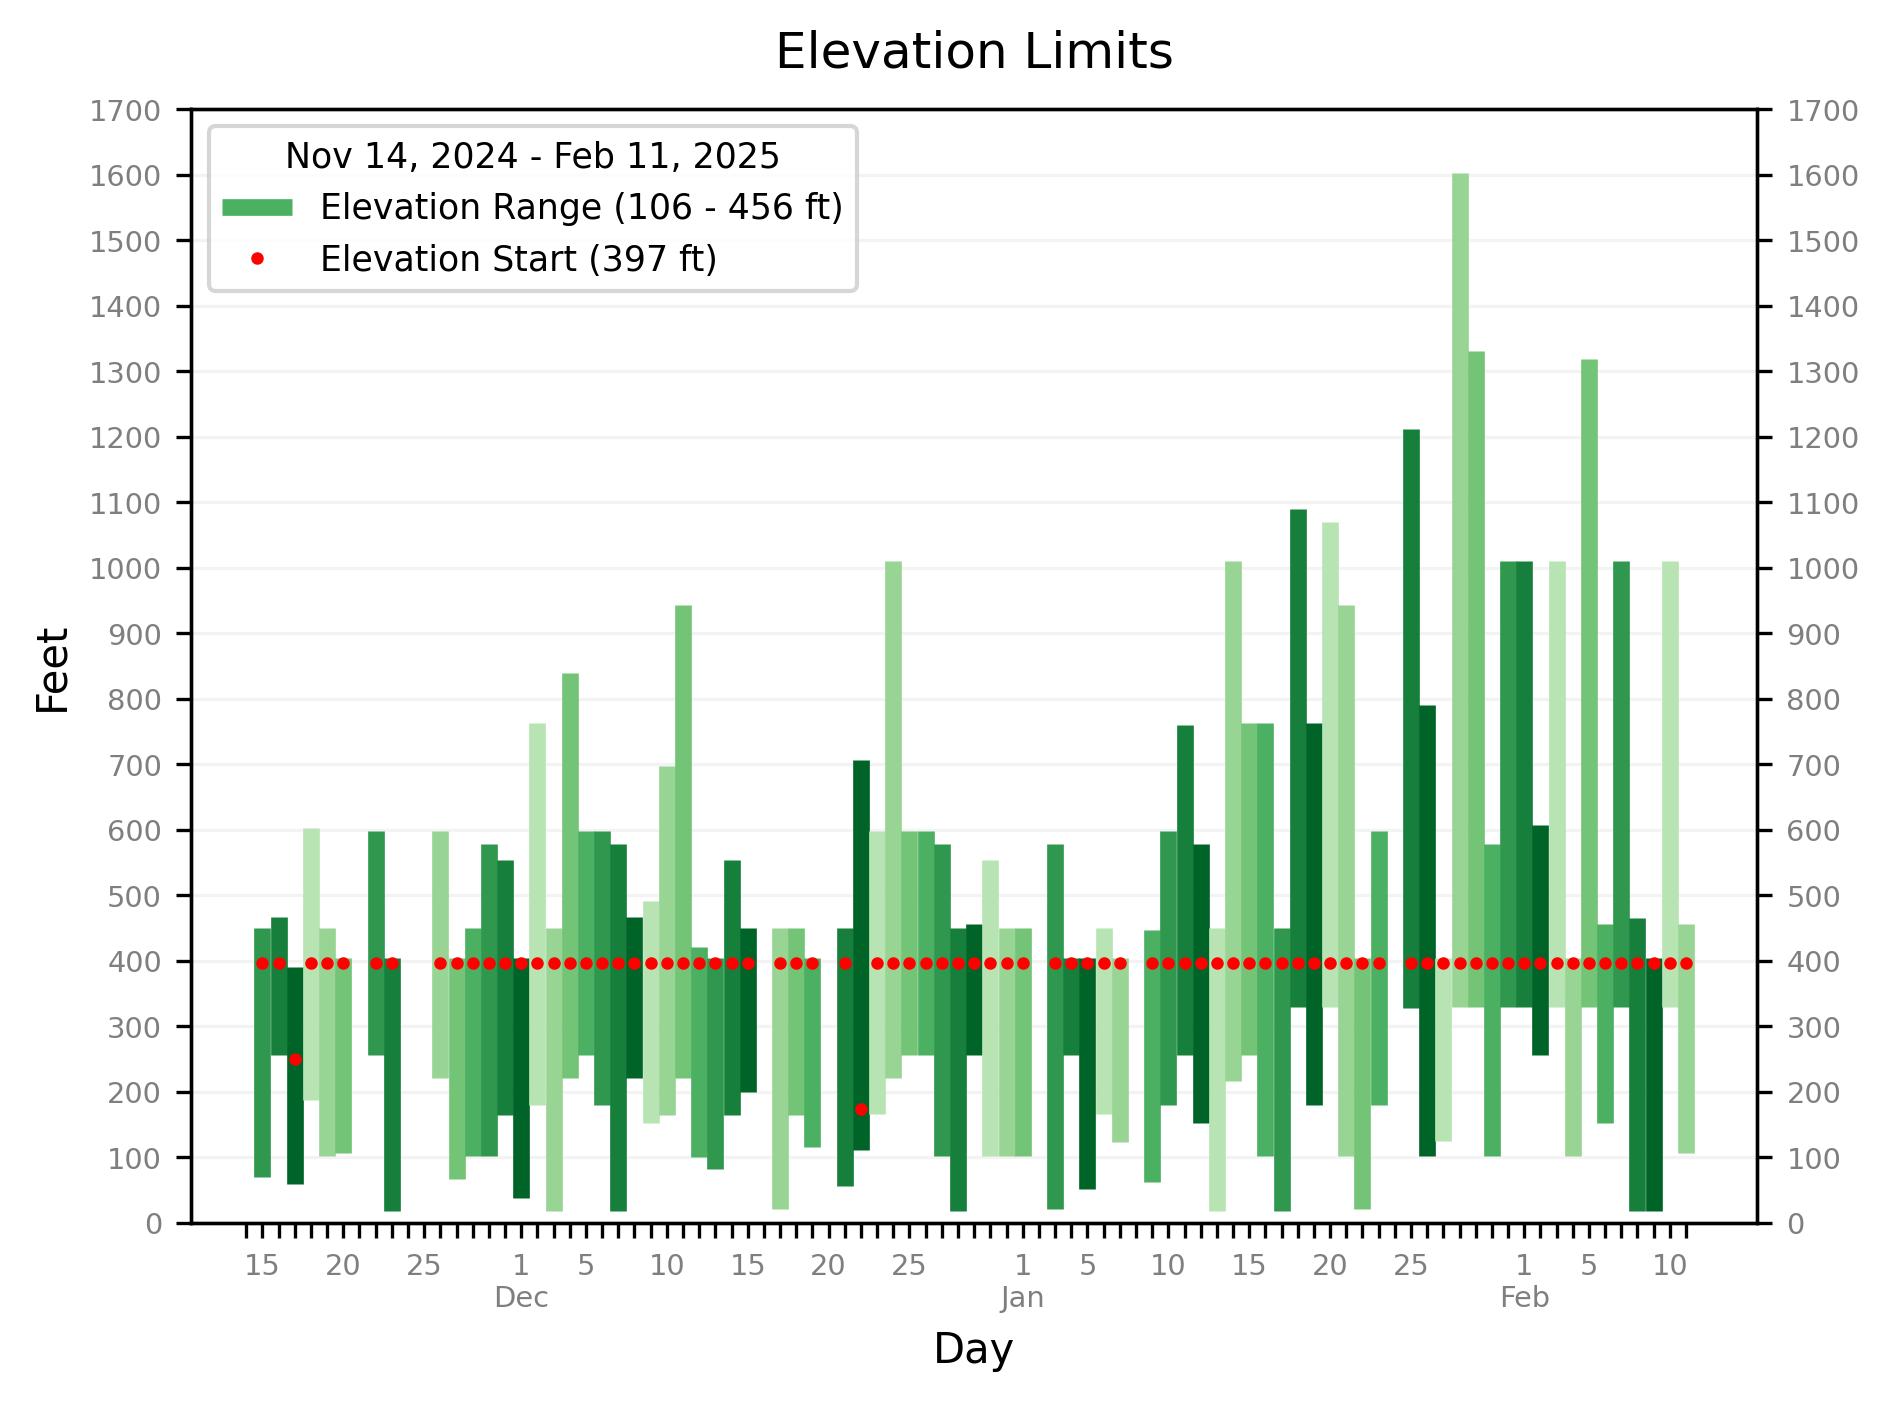 Elevation Limits
1700 1700
Nov 14, 2024 - Feb 11, 2025
1600 1600
Elevation Range (106 - 456 ft)
1500 1500
Elevation Start (397 ft)
1400 1400
1300 1300
1200 1200
1100 1100
1000 1000
900 900
800 800
Feet
700 700
600 600
500 500
400 400
300 300
200 200
100 100
0 0
15 20 25 1 5 10 15 20 25 1 5 10 15 20 25 1 5 10
Dec Jan Feb
Day